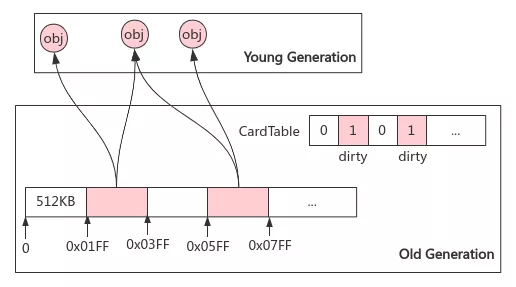 obj
obj
obj
Young Generation
CardTable
0 1 0 1 ...
dirty
dirty
512KB
...
0
0x01FF
0x03FF
0x05FF
0x07FF
Old Generation